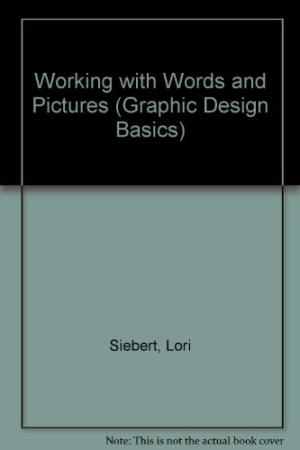 Working with Words and
Pictures (Graphic Design
Basics)
Siebert, Lori
Note: This is not the actual book cover